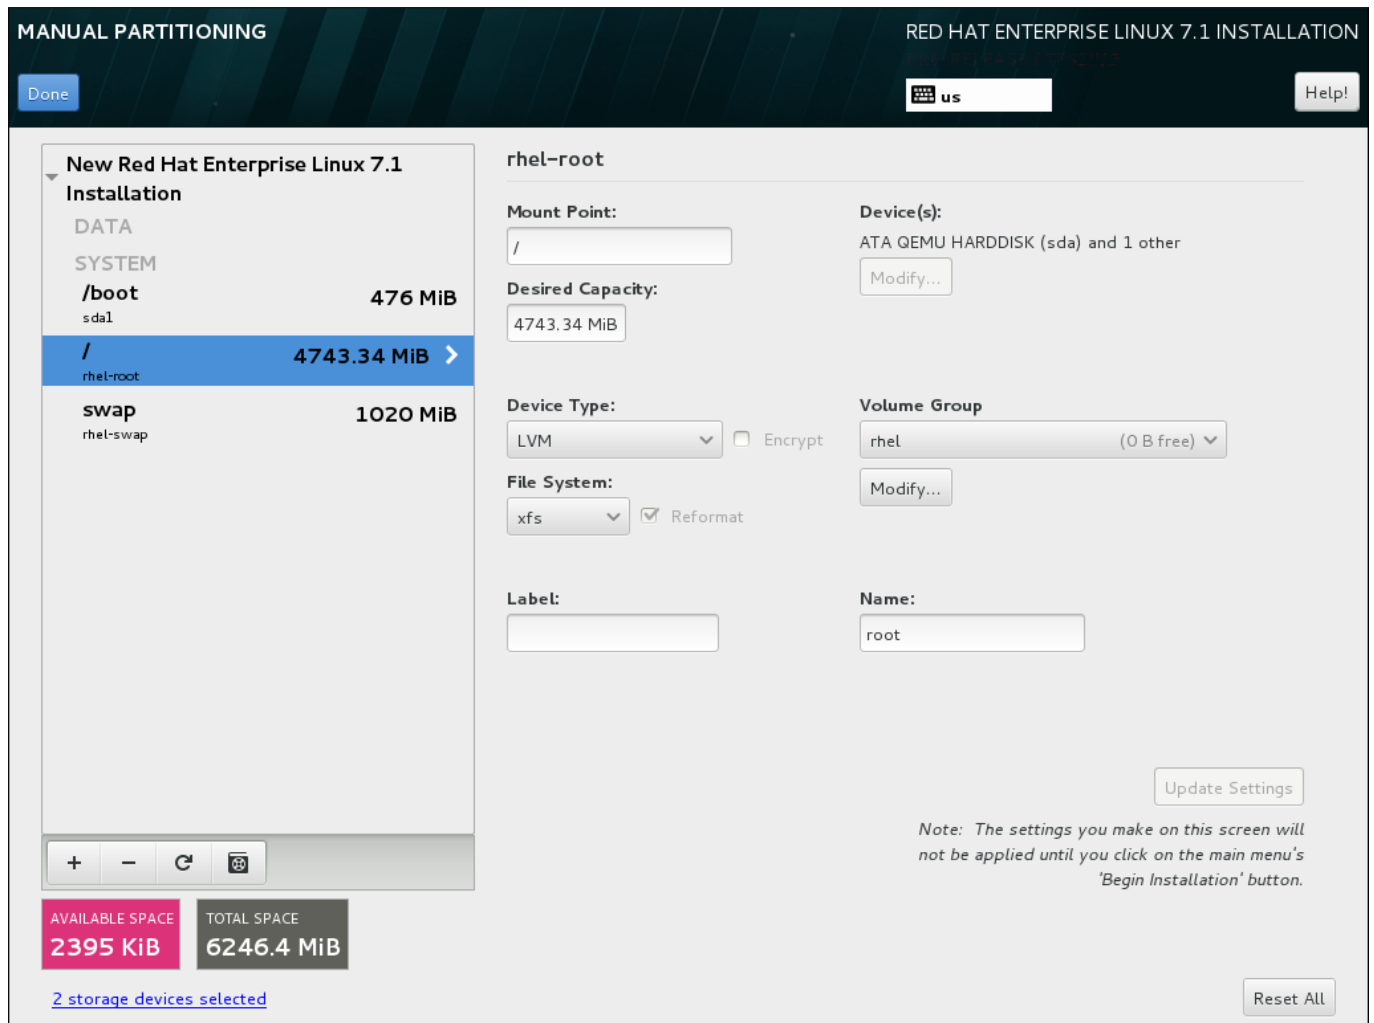 MANUAL PARTITIONING
RED HAT ENTERPRISE LINUX 7.1 INSTALLATION
Done
us
Help!
New Red Hat Enterprise Linux 7.1
Installation
DATA
SYSTEM
/boot 476 MiB
sda1
/ 4743.34 MiB
rhel-root
swap 1020 MiB
rhel-swap
rhel-root
Mount Point:
/
Device(s):
ATA QEMU HARDDISK (sda) and 1 other
Modify...
Desired Capacity:
4743.34 MiB
Device Type:
LVM
Encrypt
Volume Group
rhel (0 B free)
Modify...
File System:
xfs
Reformat
Label:
Name:
root
Update Settings
Note: The settings you make on this screen will
not be applied until you click on the main menu's
'Begin Installation' button.
+ −
AVAILABLE SPACE
2395 KiB
TOTAL SPACE
6246.4 MiB
2 storage devices selected
Reset All